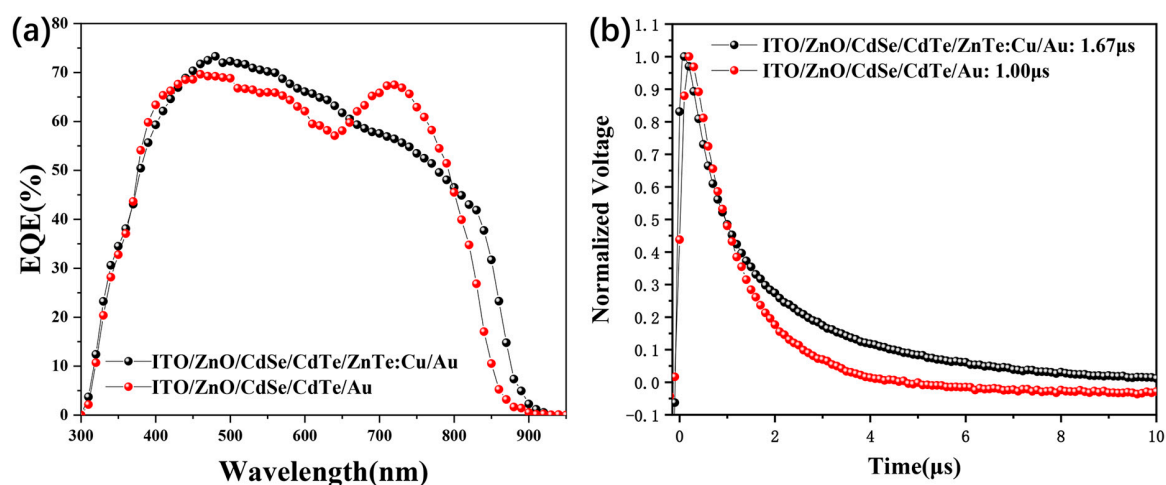 (a)
80
70
60
50
40
30
20
10
0
EQE(%)
ITO/ZnO/CdSe/CdTe/ZnTe:Cu/Au
ITO/ZnO/CdSe/CdTe/Au
300 400 500 600 700 800 900
Wavelength(nm)
(b)
1.1
1.0
0.9
0.8
0.7
0.6
0.5
0.4
0.3
0.2
0.1
0.0
-0.1
Normalized Voltage
ITO/ZnO/CdSe/CdTe/ZnTe:Cu/Au: 1.67μs
ITO/ZnO/CdSe/CdTe/Au: 1.00μs
0 2 4 6 8 10
Time(μs)